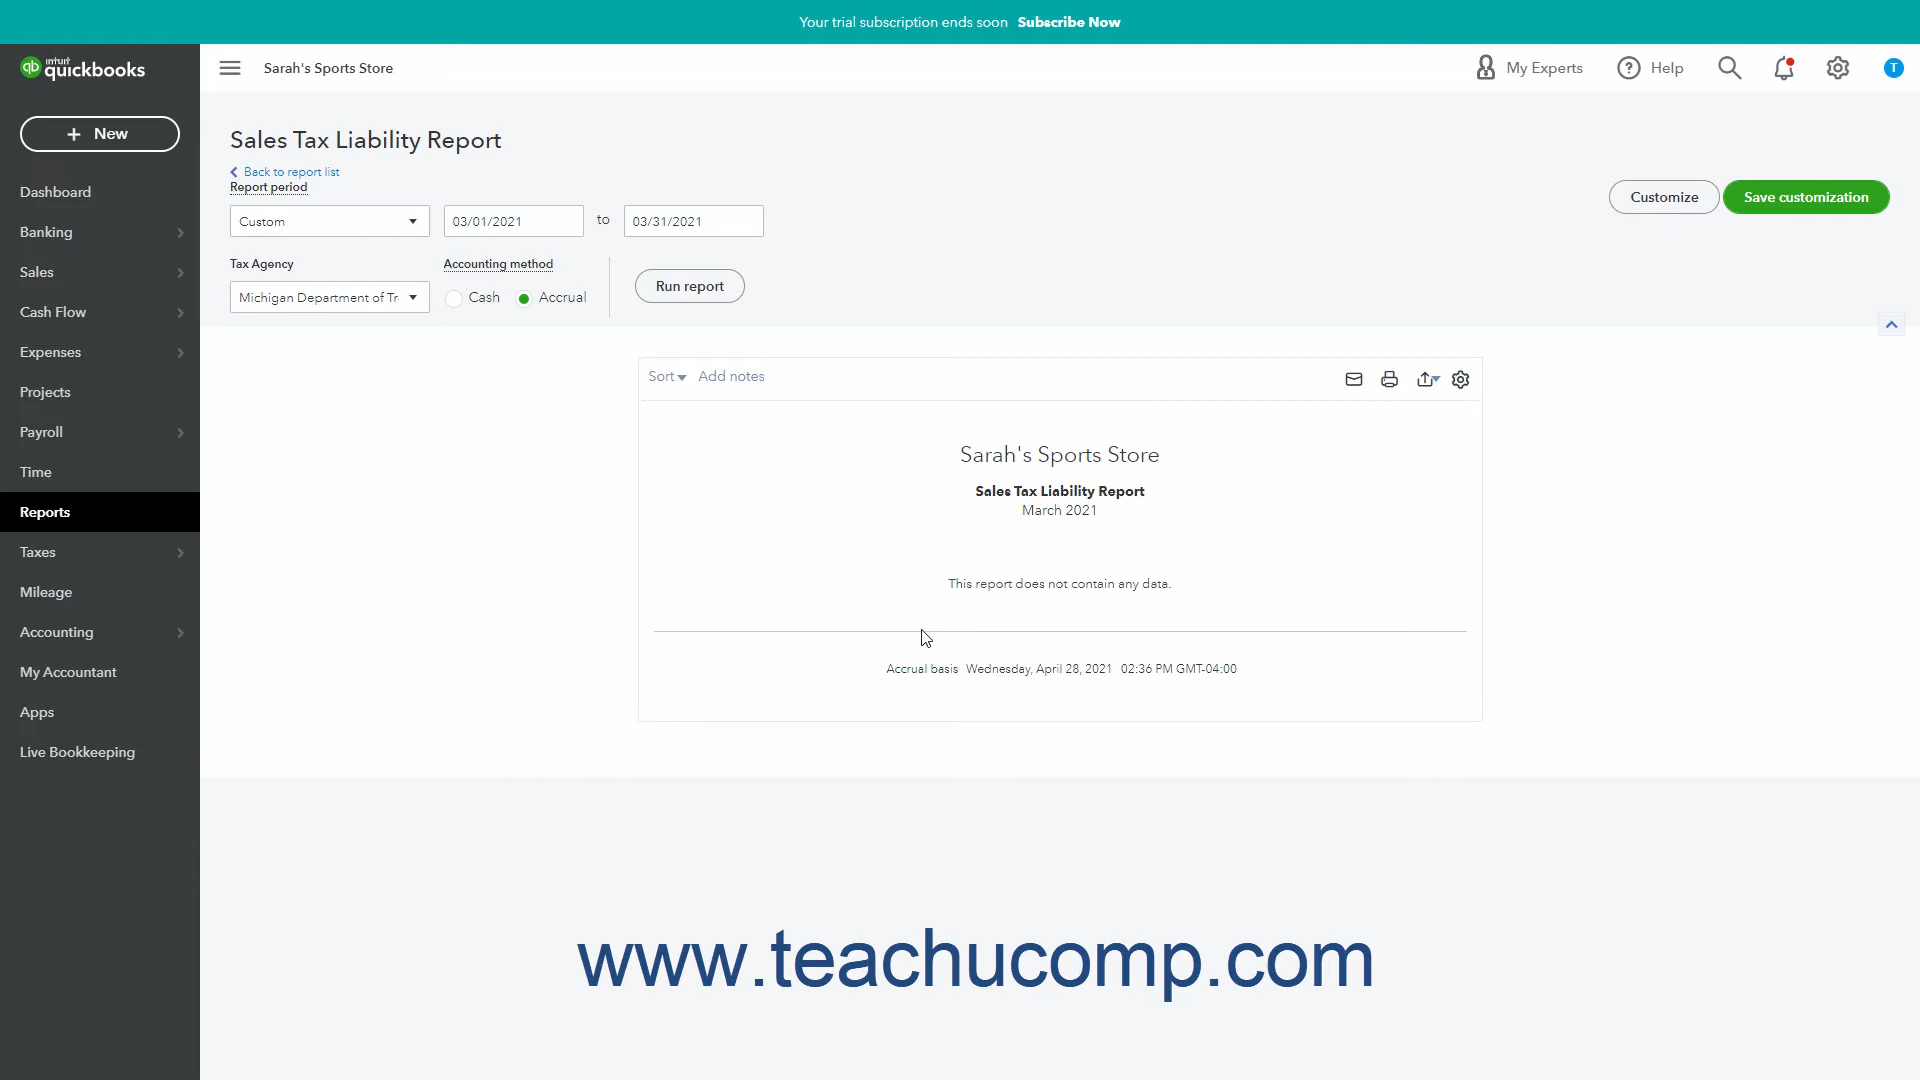 Your trial subscription ends soon Subscribe Now
intuit
quickbooks
Sarah's Sports Store
My Experts
Help
T
+ New
Dashboard
Banking
Sales
Cash Flow
Expenses
Projects
Payroll
Time
Reports
Taxes
Mileage
Accounting
My Accountant
Apps
Live Bookkeeping
Sales Tax Liability Report
Back to report list
Report period
Custom
03/01/2021
to
03/31/2021
Customize
Save customization
Tax Agency
Accounting method
Michigan Department of Tr
Cash
Accrual
Run report
Sort
Add notes
Sarah's Sports Store
Sales Tax Liability Report
March 2021
This report does not contain any data.
Accrual basis Wednesday, April 28, 2021 02:36 PM GMT-04:00
www.teachucomp.com